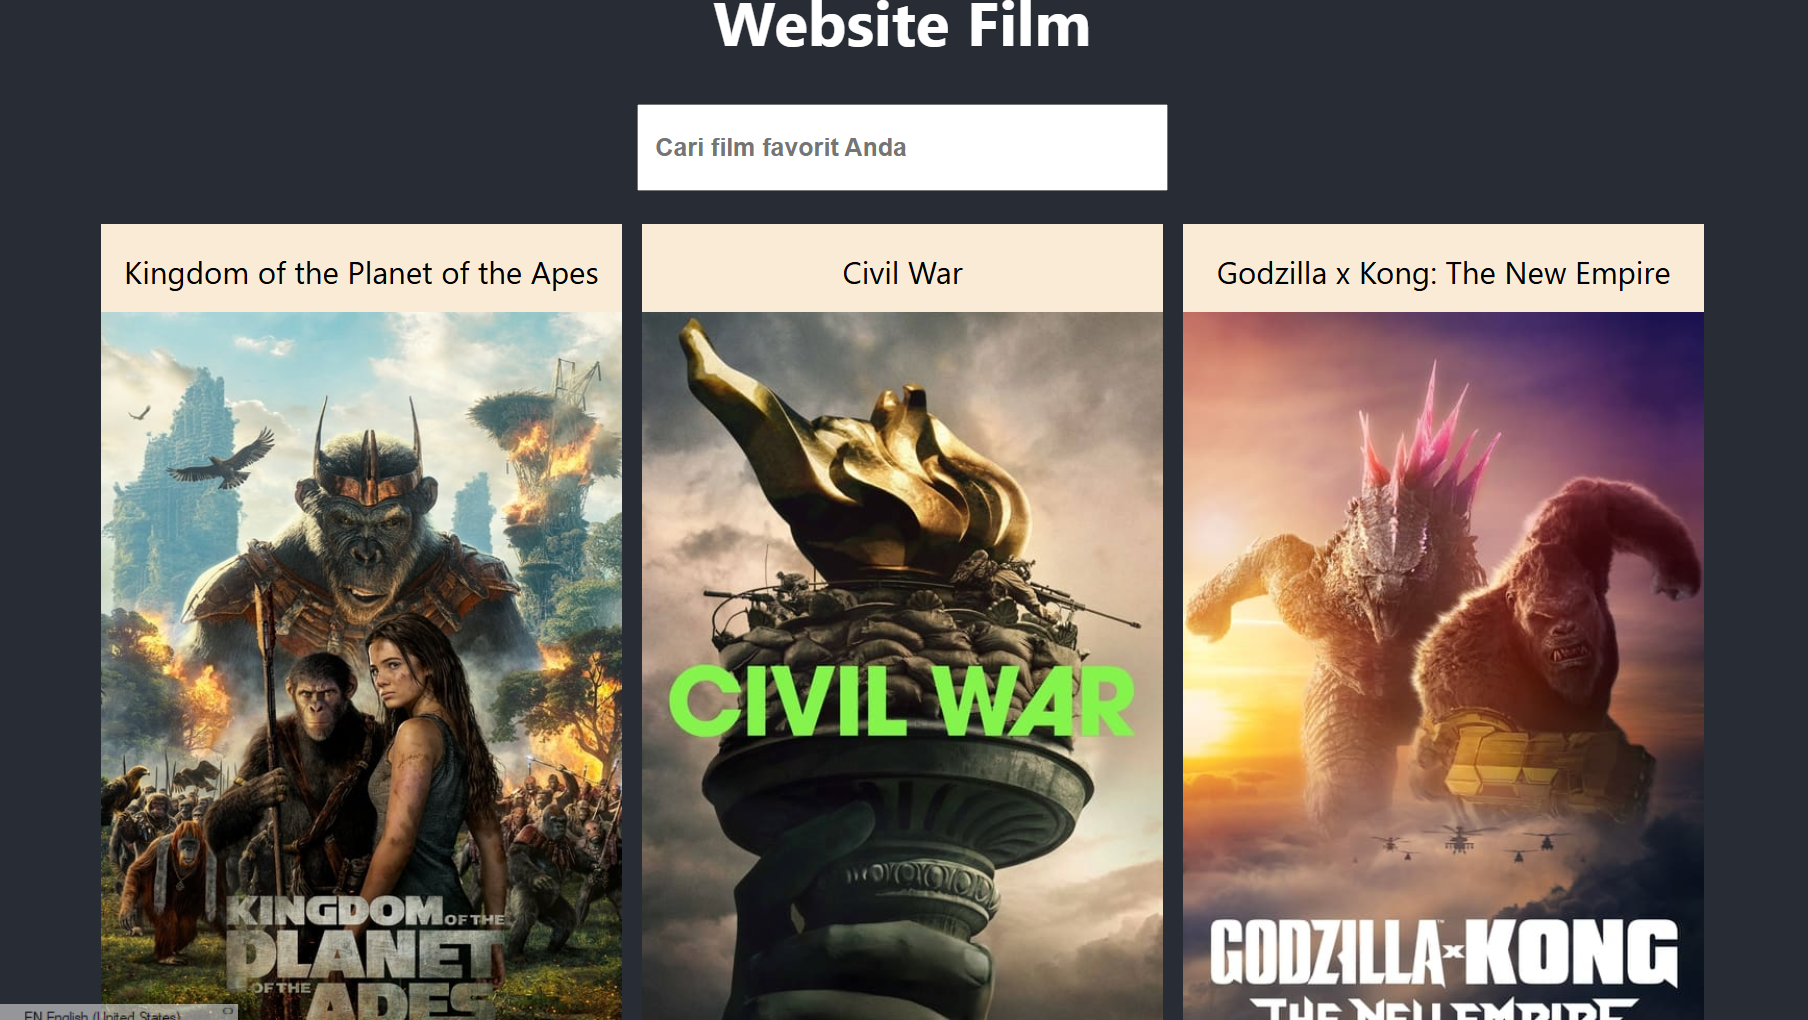 Website Film
Cari film favorit Anda
Kingdom of the Planet of the Apes
Civil War
Godzilla x Kong: The New Empire
CIVIL WAR
KINGDOM OF THE
PLANET
OF THE APES
GODZILLA x KONG
THE NEW EMPIRE
EN English (United States)